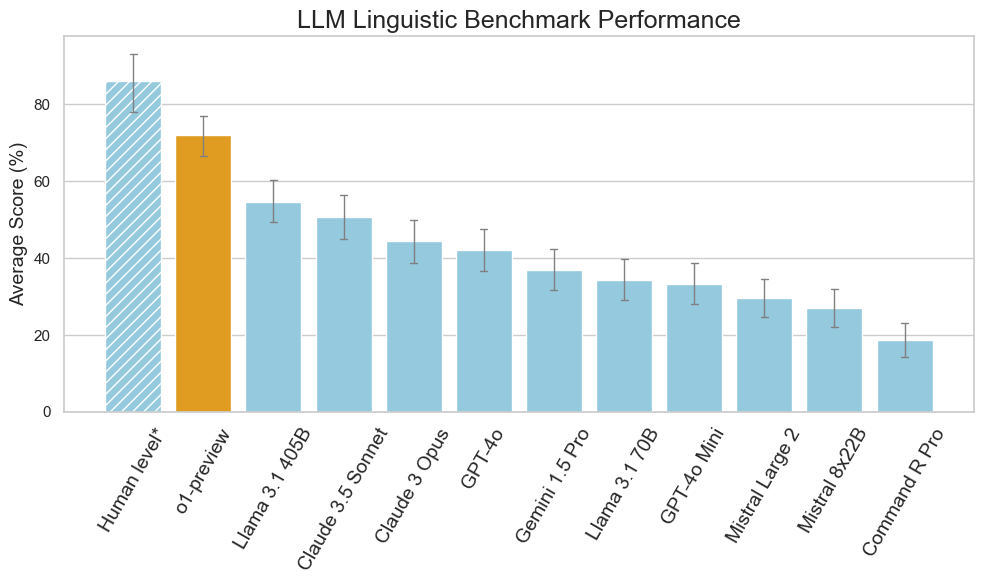 LLM Linguistic Benchmark Performance
Average Score (%)
80
60
40
20
0
Human level*
o1-preview
Llama 3.1 405B
Claude 3.5 Sonnet
Claude 3 Opus
GPT-4o
Gemini 1.5 Pro
Llama 3.1 70B
GPT-4o Mini
Mistral Large 2
Mistral 8x22B
Command R Pro